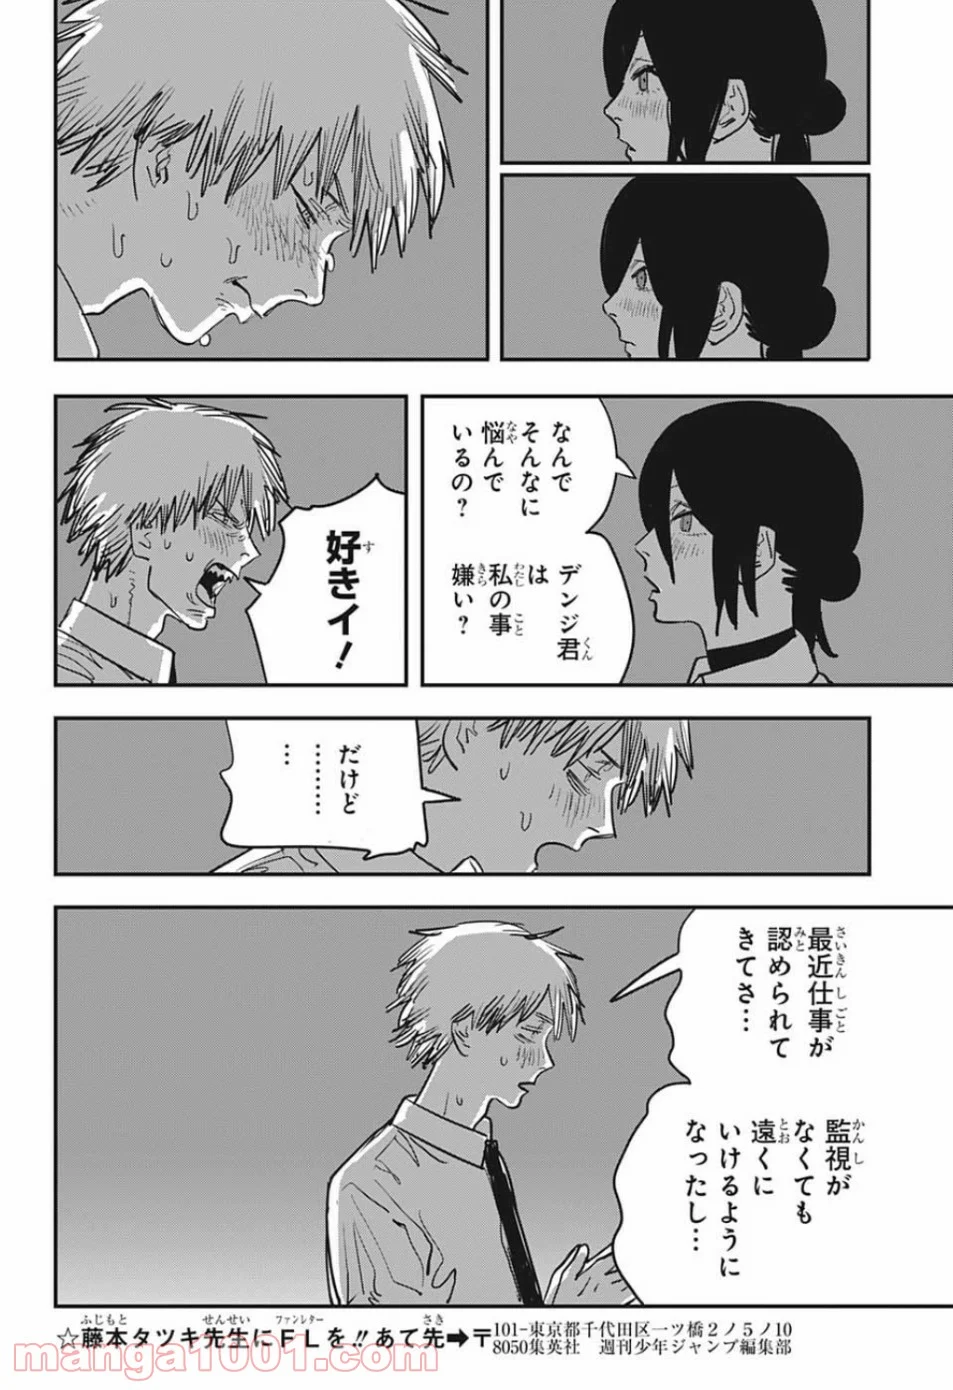 なんで
そんなに
悩んで
いるの？
デンジ君
は
私の事
嫌い？
好きイ！
だけど
………
…
最近仕事が
認められて
きてさ…
監視が
なくても
遠くに
いけるように
なったし…
☆藤本タツキ先生にＦＬを!!あて先➡〒101-8050東京都千代田区一ツ橋２ノ５ノ10
集英社　週刊少年ジャンプ編集部
manga1001.com